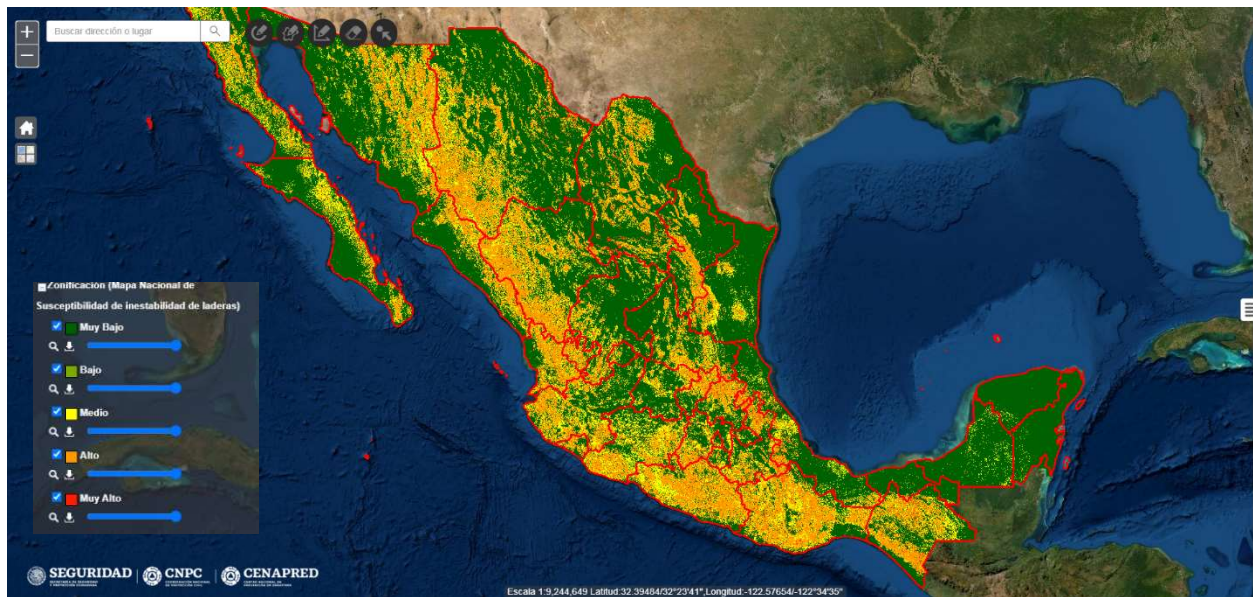 +
Buscar dirección o lugar
−
Zonificación (Mapa Nacional de
Susceptibilidad de inestabilidad de laderas)
Muy Bajo
Bajo
Medio
Alto
Muy Alto
SEGURIDAD
CNPC
CENAPRED
Escala 1:9,244,649 Latitud:32.39484/32°23'41",Longitud:-122.57654/-122°34'35"